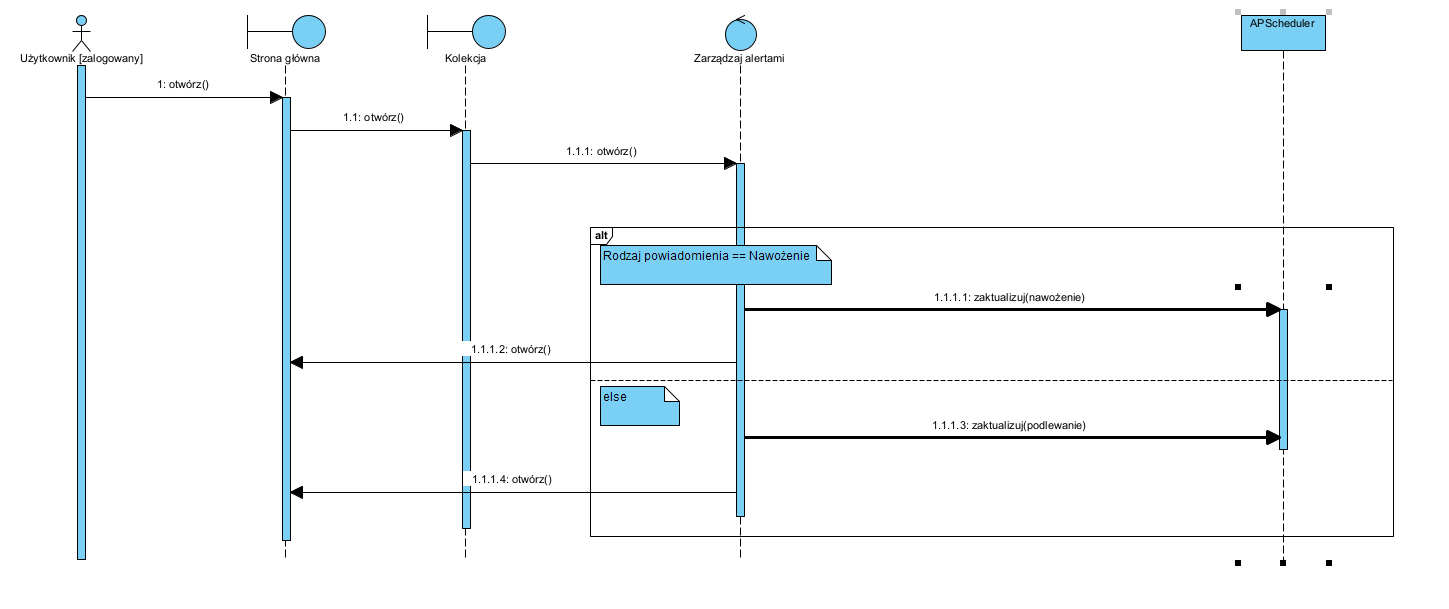 APScheduler
Użytkownik [zalogowany]
Strona główna
Kolekcja
Zarządzaj alertami
1: otwórz()
1.1: otwórz()
1.1.1: otwórz()
alt
Rodzaj powiadomienia == Nawożenie
1.1.1.1: zaktualizuj(nawożenie)
1.1.1.2: otwórz()
else
1.1.1.3: zaktualizuj(podlewanie)
1.1.1.4: otwórz()